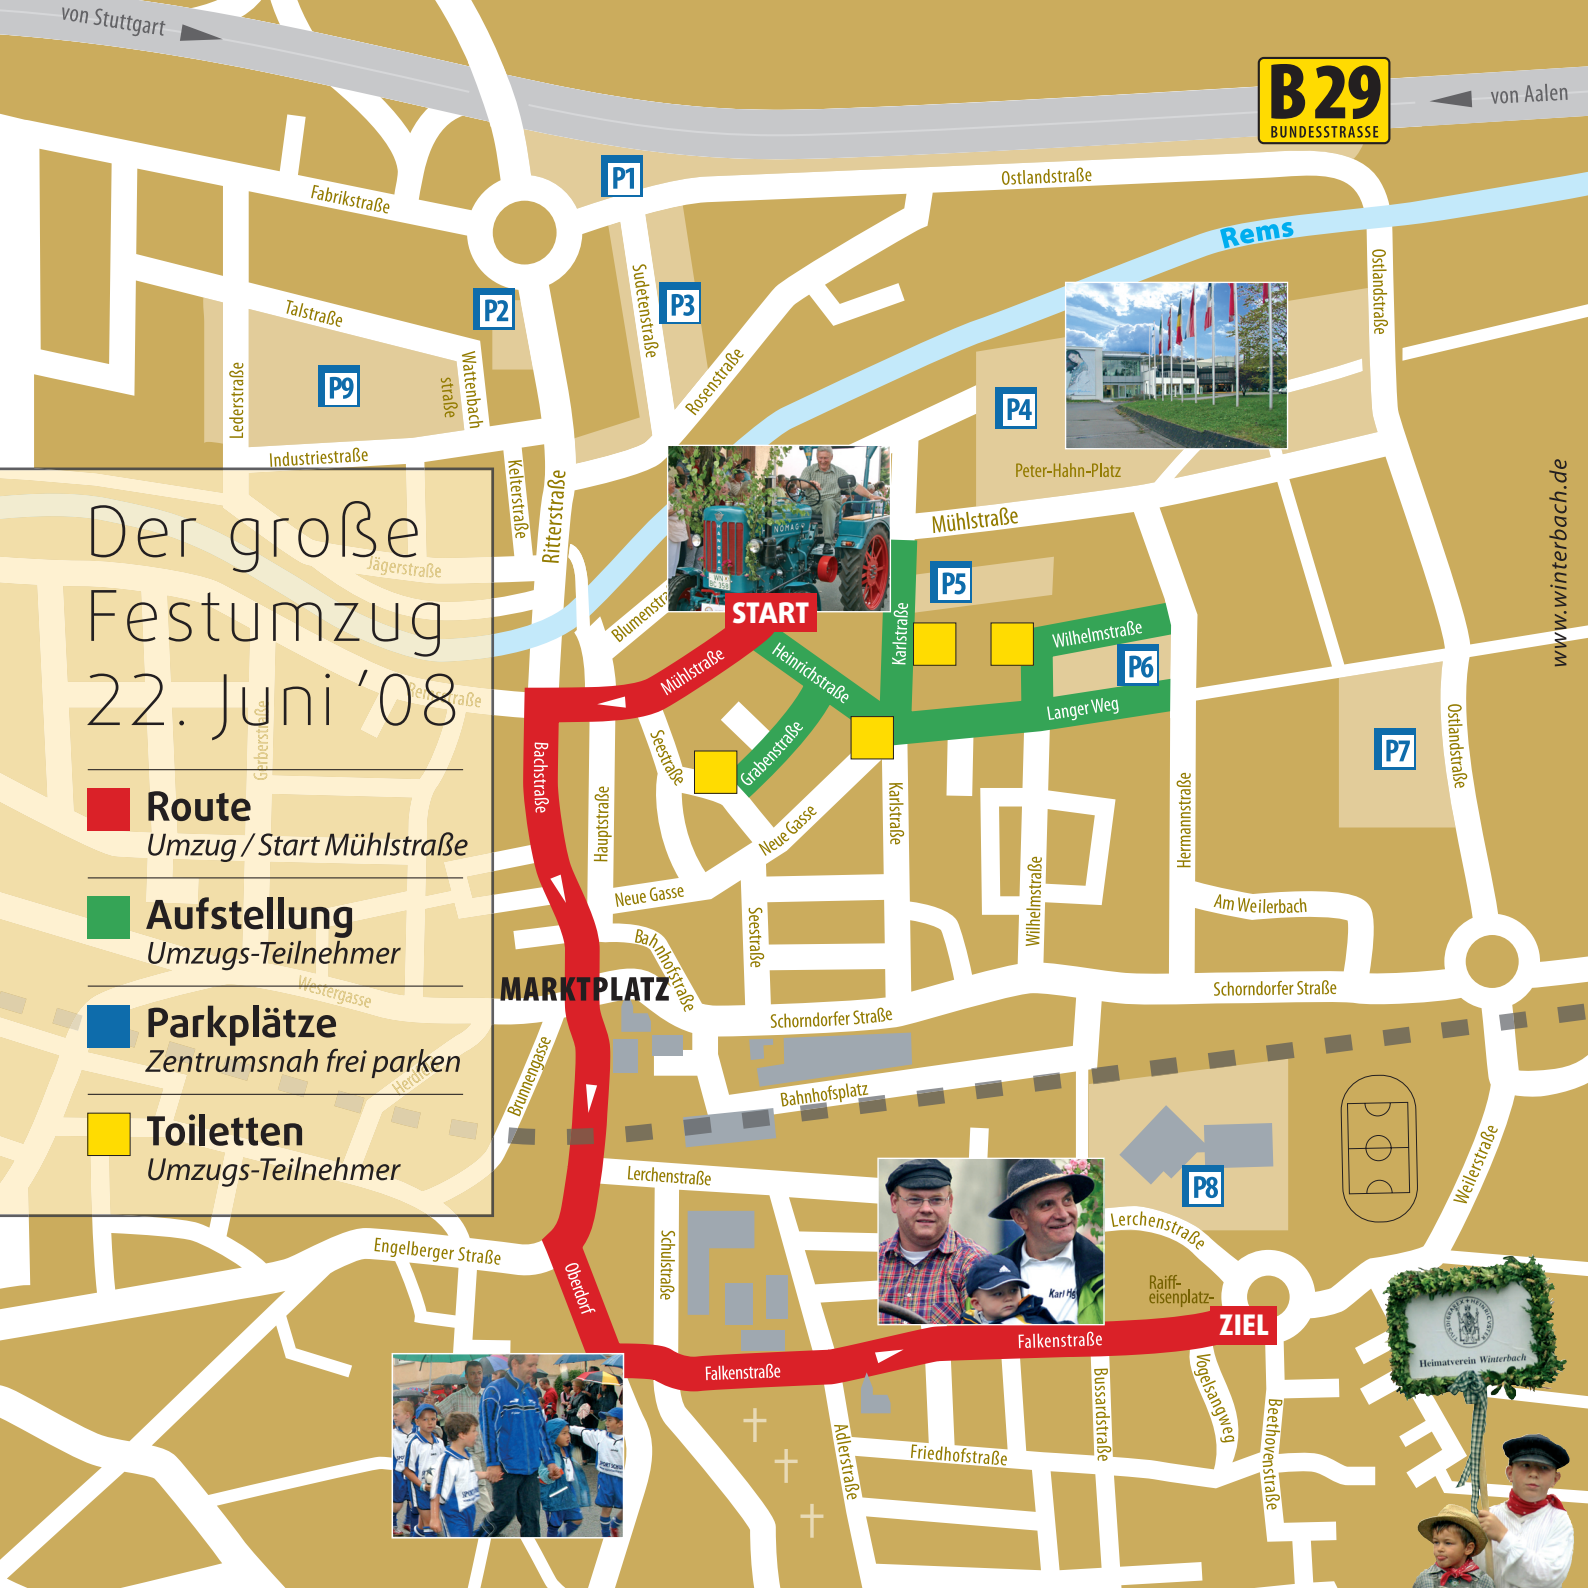 von Stuttgart
B 29
BUNDESSTRASSE
von Aalen
P1
Ostlandstraße
Fabrikstraße
Rems
Sudetenstraße
Ostlandstraße
P2
P3
Talstraße
Wattenbach
straße
Lederstraße
P9
Rosenstraße
P4
Industriestraße
Kelterstraße
Ritterstraße
Peter-Hahn-Platz
Mühlstraße
www.winterbach.de
Der große
Festumzug
22. Juni ’08
Jägerstraße
Gerberstraße
NOMAG
START
Karlstraße
P5
Wilhelmstraße
P6
Langer Weg
Mühlstraße
Heinrichstraße
Grabenstraße
Seestraße
Bachstraße
Hauptstraße
Neue Gasse
Karlstraße
Hermannstraße
P7
Ostlandstraße
Route
Umzug / Start Mühlstraße
Aufstellung
Umzugs-Teilnehmer
Parkplätze
Zentrumsnah frei parken
Toiletten
Umzugs-Teilnehmer
Westergasse
Neue Gasse
Seestraße
Wilhelmstraße
Am Weilerbach
Bahnhofstraße
MARKTPLATZ
Schorndorfer Straße
Schorndorfer Straße
Brunnengasse
Bahnhofsplatz
Weilerstraße
Lerchenstraße
P8
Lerchenstraße
Engelberger Straße
Oberdorf
Schulstraße
Raiff-
eisenplatz-
ZIEL
Falkenstraße
Falkenstraße
Heimatverein Winterbach
Vogelsangweg
Bussardstraße
Beethovenstraße
Adlerstraße
Friedhofstraße